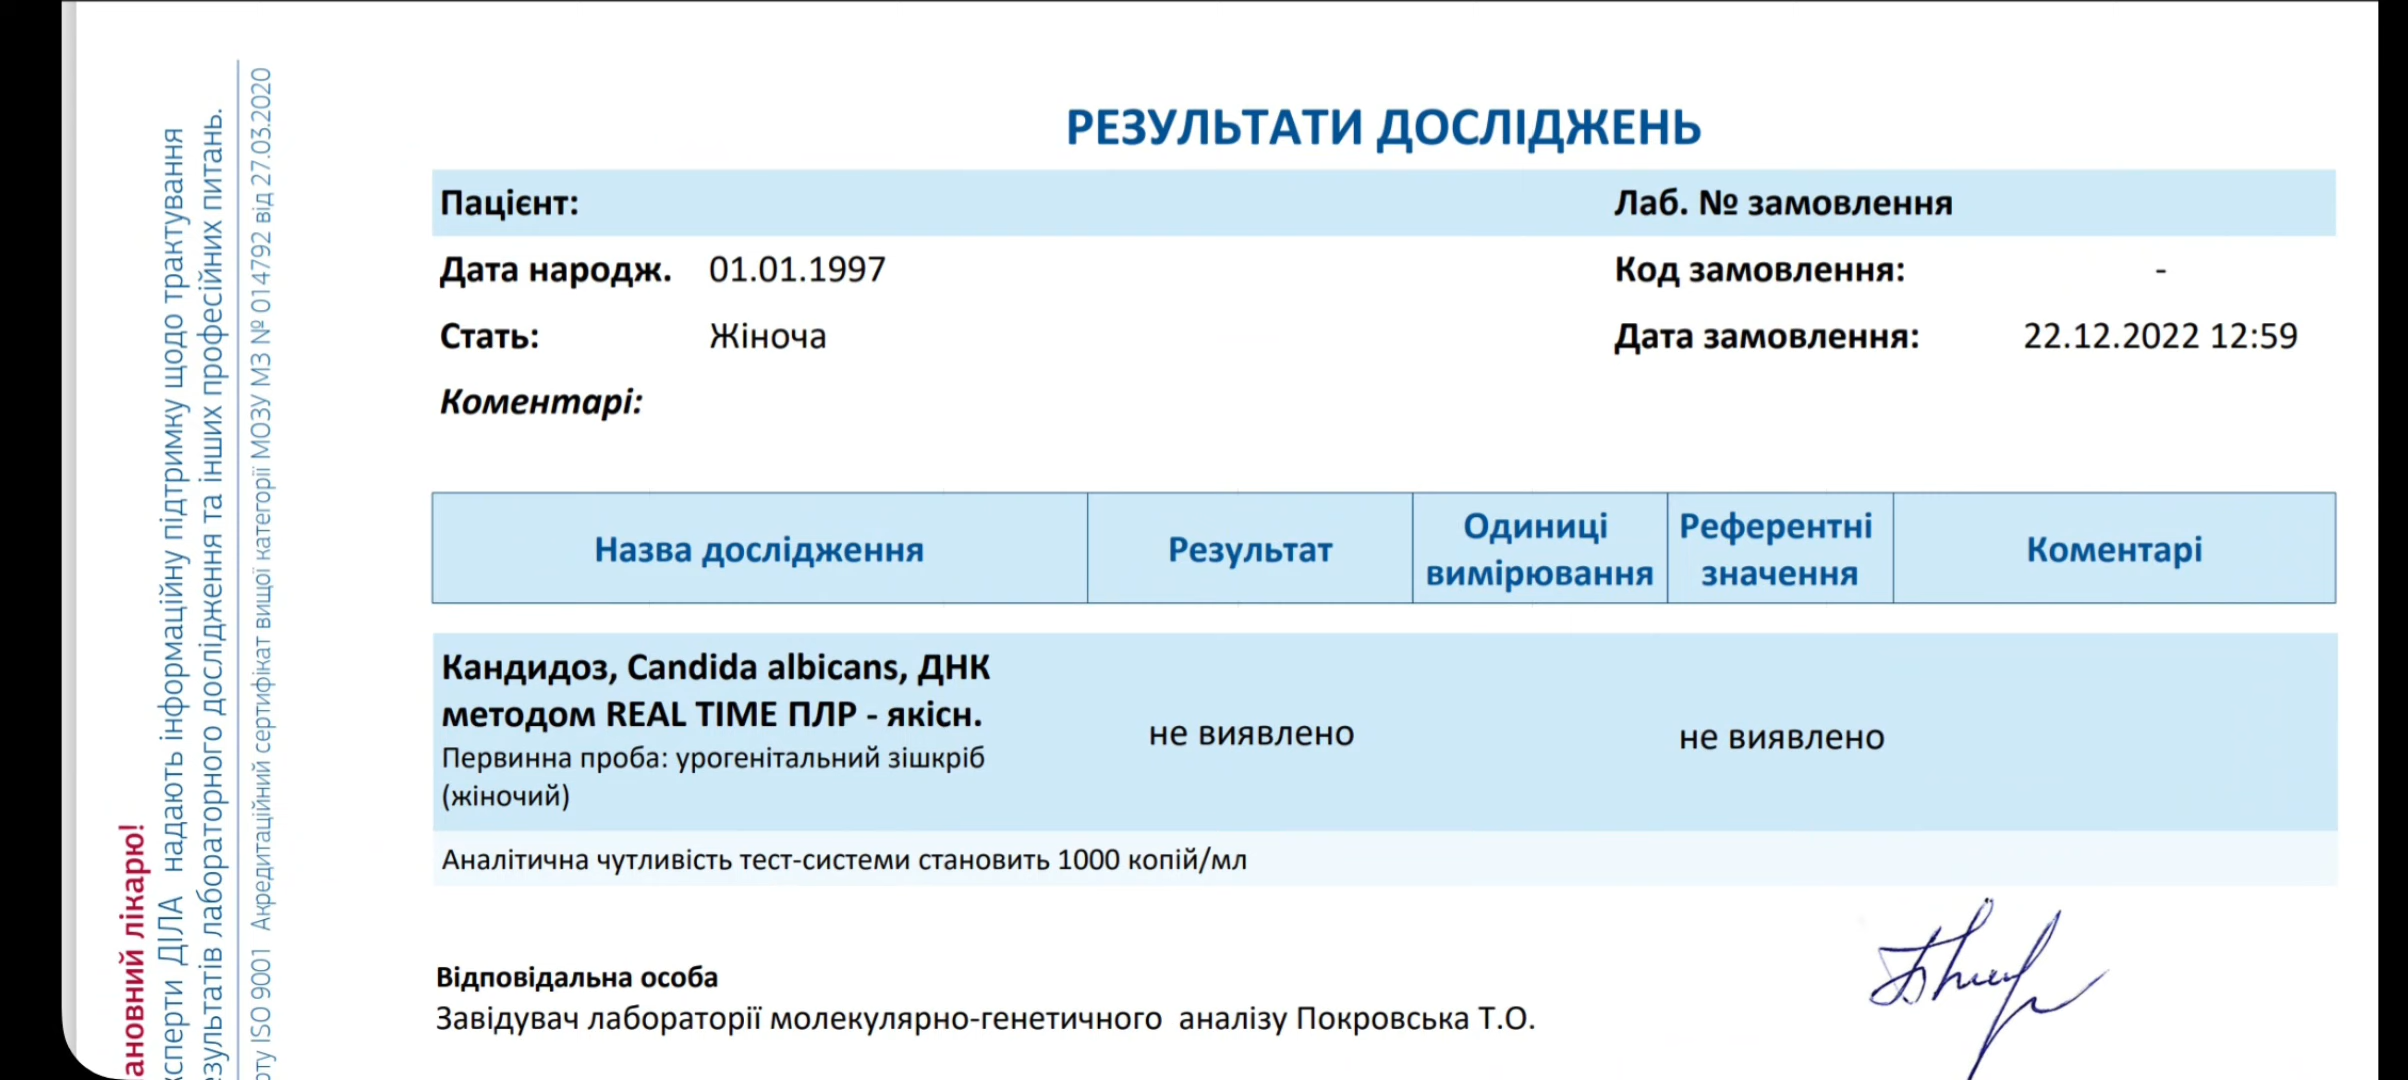 РЕЗУЛЬТАТИ ДОСЛІДЖЕНЬ
Пацієнт:
Лаб. № замовлення
Дата народж. 01.01.1997
Код замовлення: -
Стать: Жіноча
Дата замовлення: 22.12.2022 12:59
Коментарі:
Назва дослідження
Результат
Одиниці
вимірювання
Референтні
значення
Коментарі
Кандидоз, Candida albicans, ДНК
методом REAL TIME ПЛР - якісн.
Первинна проба: урогенітальний зішкріб
(жіночий)
не виявлено
не виявлено
Аналітична чутливість тест-системи становить 1000 копій/мл
Відповідальна особа
Завідувач лабораторії молекулярно-генетичного аналізу Покровська Т.О.
ановний лікарю!
ксперти ДІЛА надають інформаційну підтримку щодо трактування
езультатів лабораторного дослідження та інших професійних питань.
рту ISO 9001 Акредитаційний сертифікат вищої категорії МОЗУ МЗ № 014792 від 27.03.2020